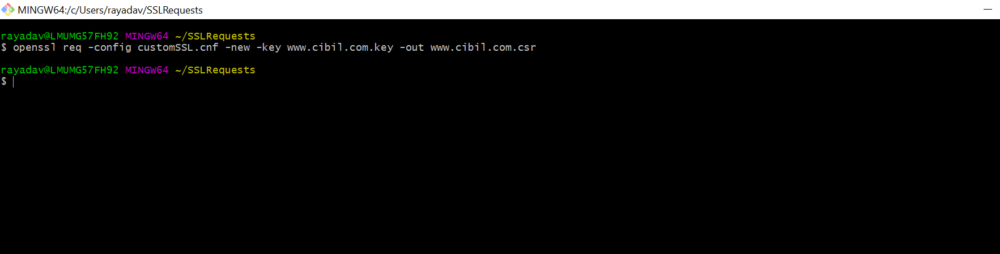 MINGW64:/c/Users/rayadav/SSLRequests
rayadav@LMUMG57FH92 MINGW64 ~/SSLRequests
$ openssl req -config customSSL.cnf -new -key www.cibil.com.key -out www.cibil.com.csr
rayadav@LMUMG57FH92 MINGW64 ~/SSLRequests
$